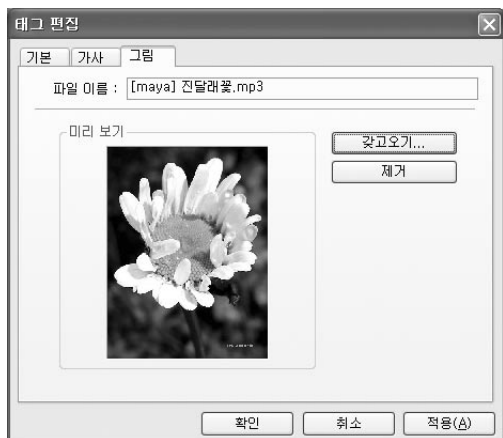 태그 편집
기본 가사 그림
파일 이름 : [maya] 진달래꽃.mp3
미리 보기
갖고오기...
제거
확인 취소 적용(A)